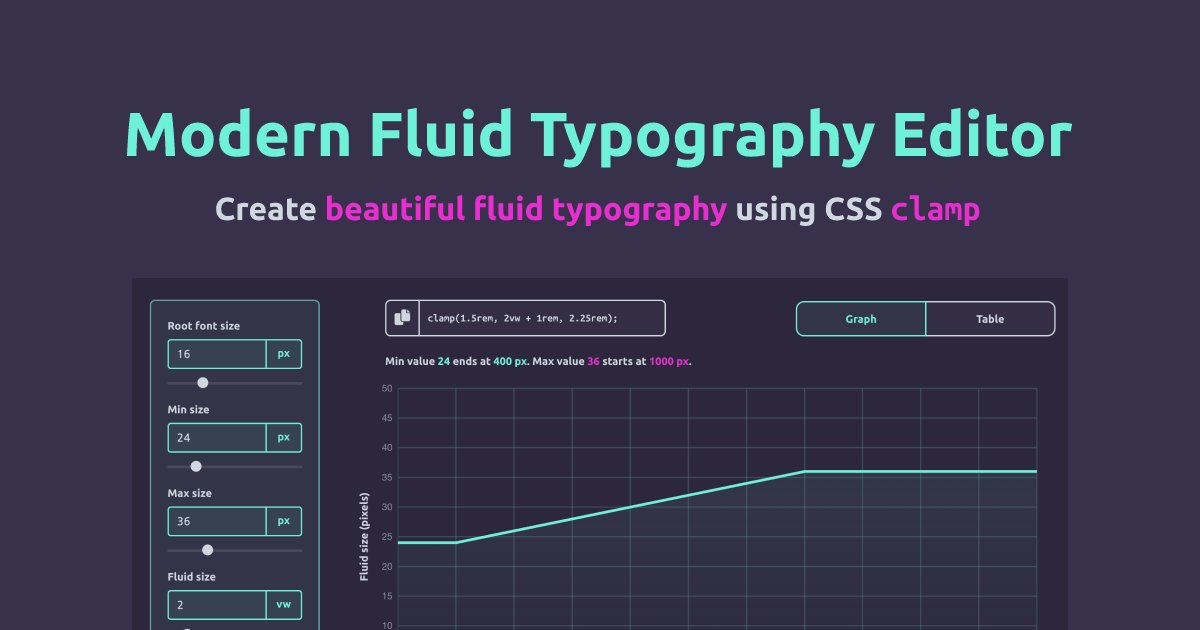 Modern Fluid Typography Editor
Create beautiful fluid typography using CSS clamp
Root font size
16 px
Min size
24 px
Max size
36 px
Fluid size
2 vw
clamp(1.5rem, 2vw + 1rem, 2.25rem);
Graph Table
Min value 24 ends at 400 px. Max value 36 starts at 1000 px.
Fluid size (pixels)
50
45
40
35
30
25
20
15
10